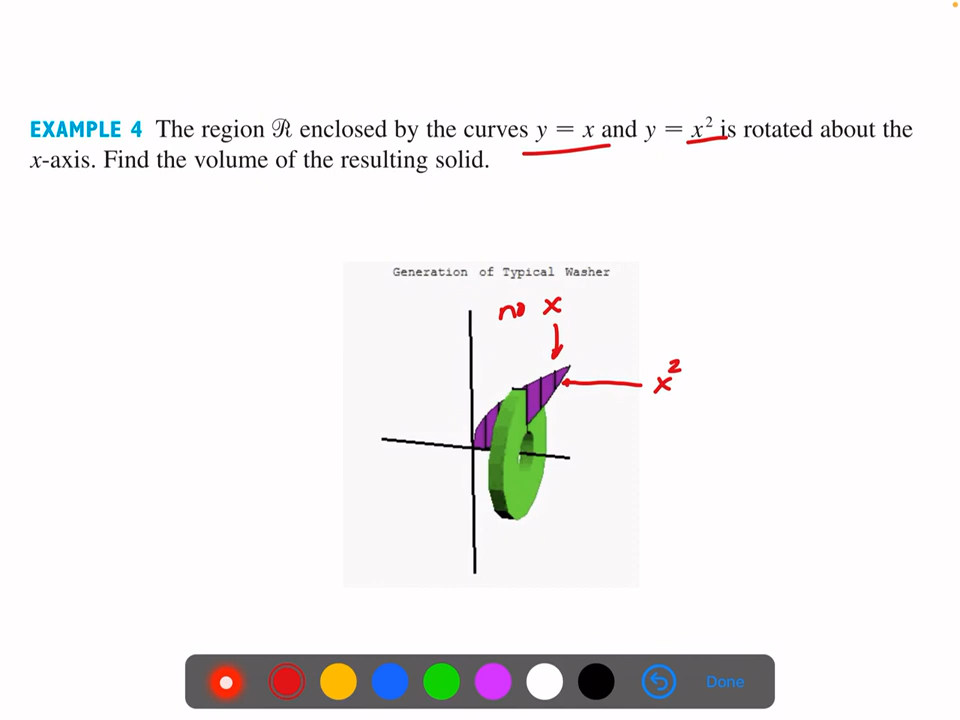 EXAMPLE 4 The region ℛ enclosed by the curves y = x and y = x² is rotated about the
x-axis. Find the volume of the resulting solid.
Generation of Typical Washer
no x
x²
Done